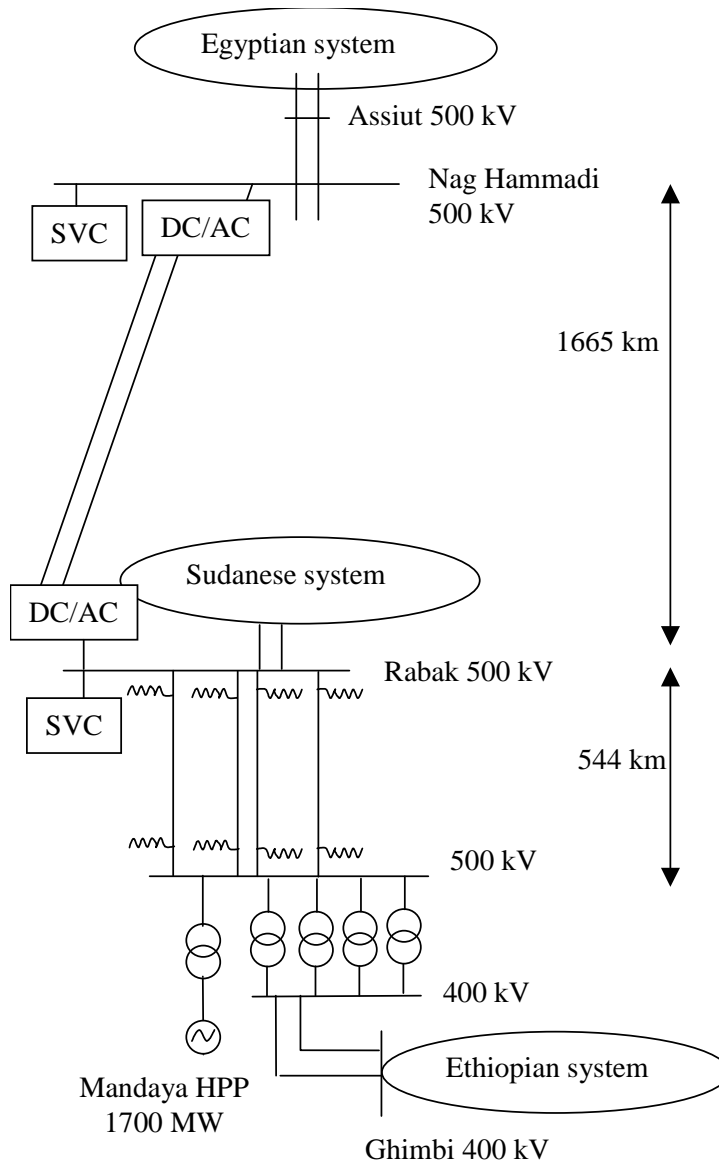 Egyptian system
Assiut 500 kV
Nag Hammadi
500 kV
SVC
DC/AC
1665 km
Sudanese system
DC/AC
Rabak 500 kV
SVC
544 km
500 kV
400 kV
Mandaya HPP
1700 MW
Ethiopian system
Ghimbi 400 kV